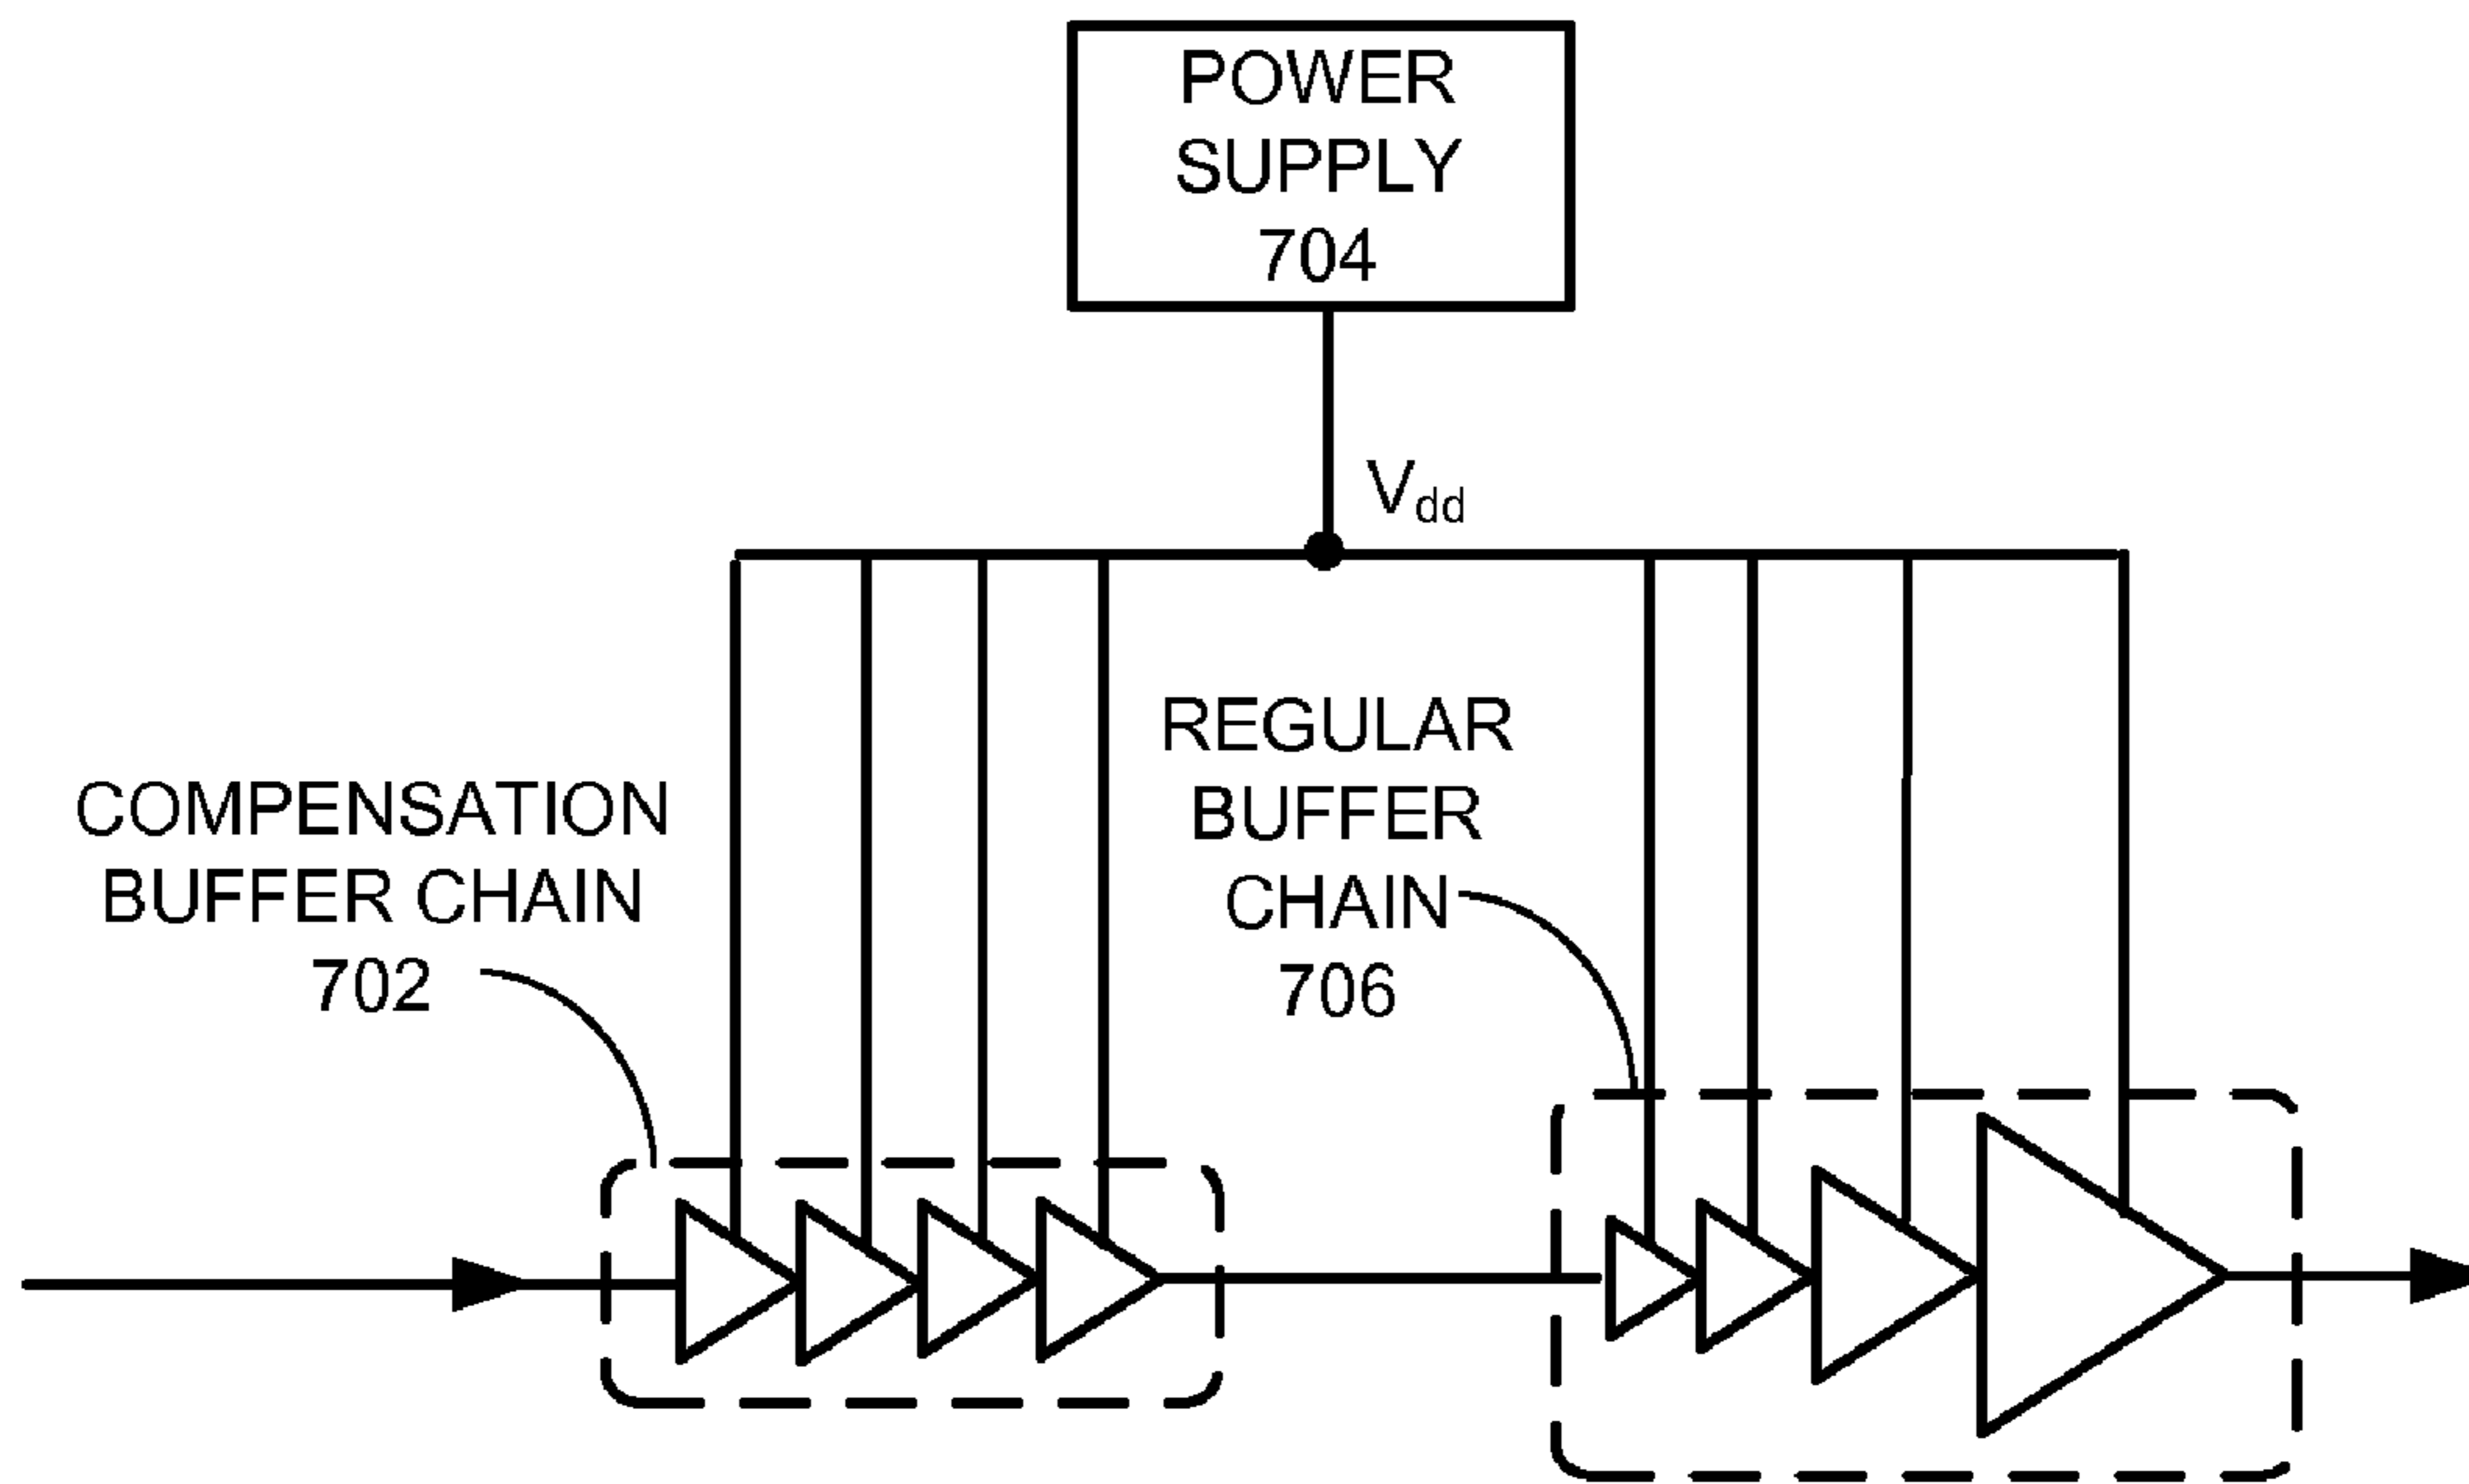 POWER
SUPPLY
704
Vdd
REGULAR
BUFFER
CHAIN
706
COMPENSATION
BUFFER CHAIN
702